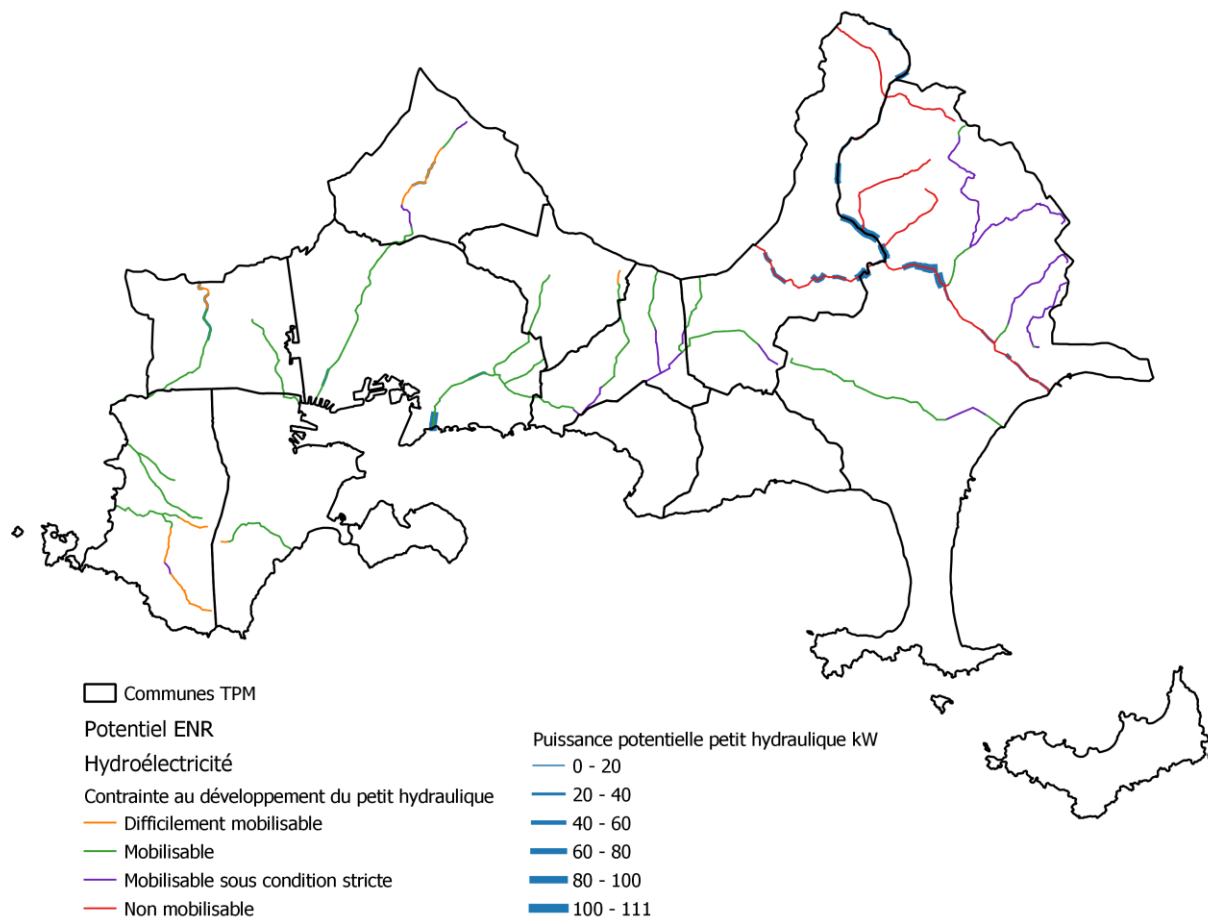 Communes TPM
Potentiel ENR
Hydroélectricité
Contrainte au développement du petit hydraulique
Difficilement mobilisable
Mobilisable
Mobilisable sous condition stricte
Non mobilisable
Puissance potentielle petit hydraulique kW
0 - 20
20 - 40
40 - 60
60 - 80
80 - 100
100 - 111